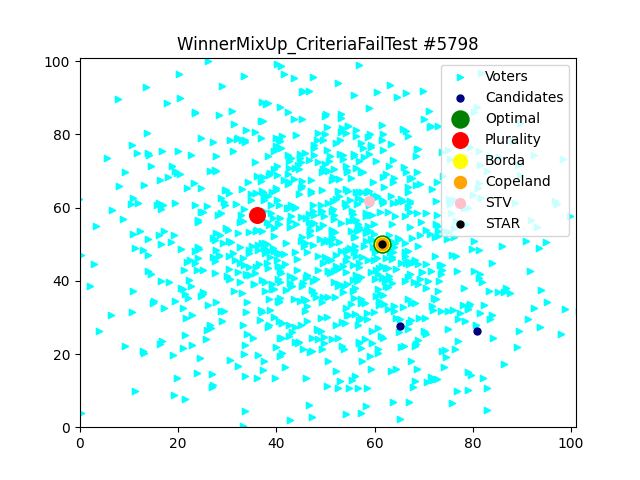 WinnerMixUp_CriteriaFailTest #5798
100
80
60
40
20
0
0
20
40
60
80
100
Voters
Candidates
Optimal
Plurality
Borda
Copeland
STV
STAR